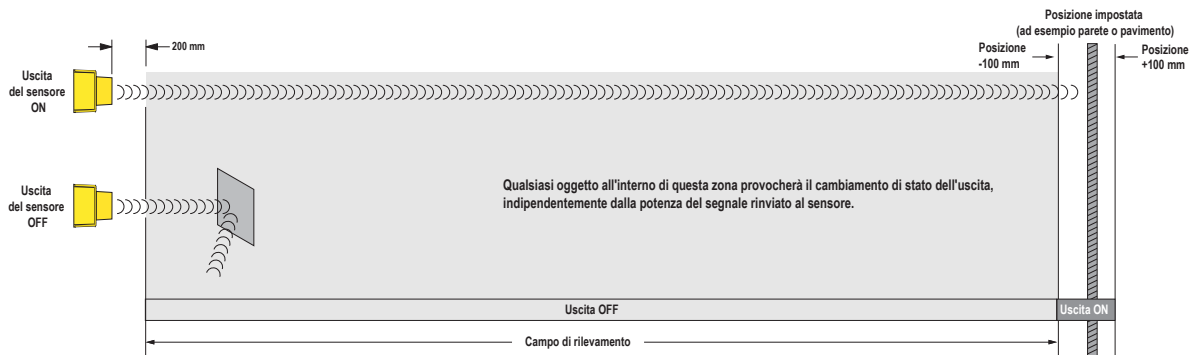 Posizione impostata
(ad esempio parete o pavimento)
200 mm
Posizione
-100 mm
Posizione
+100 mm
Uscita
del sensore
ON
Qualsiasi oggetto all'interno di questa zona provocherà il cambiamento di stato dell'uscita,
indipendentemente dalla potenza del segnale rinviato al sensore.
Uscita
del sensore
OFF
Uscita OFF
Uscita ON
Campo di rilevamento